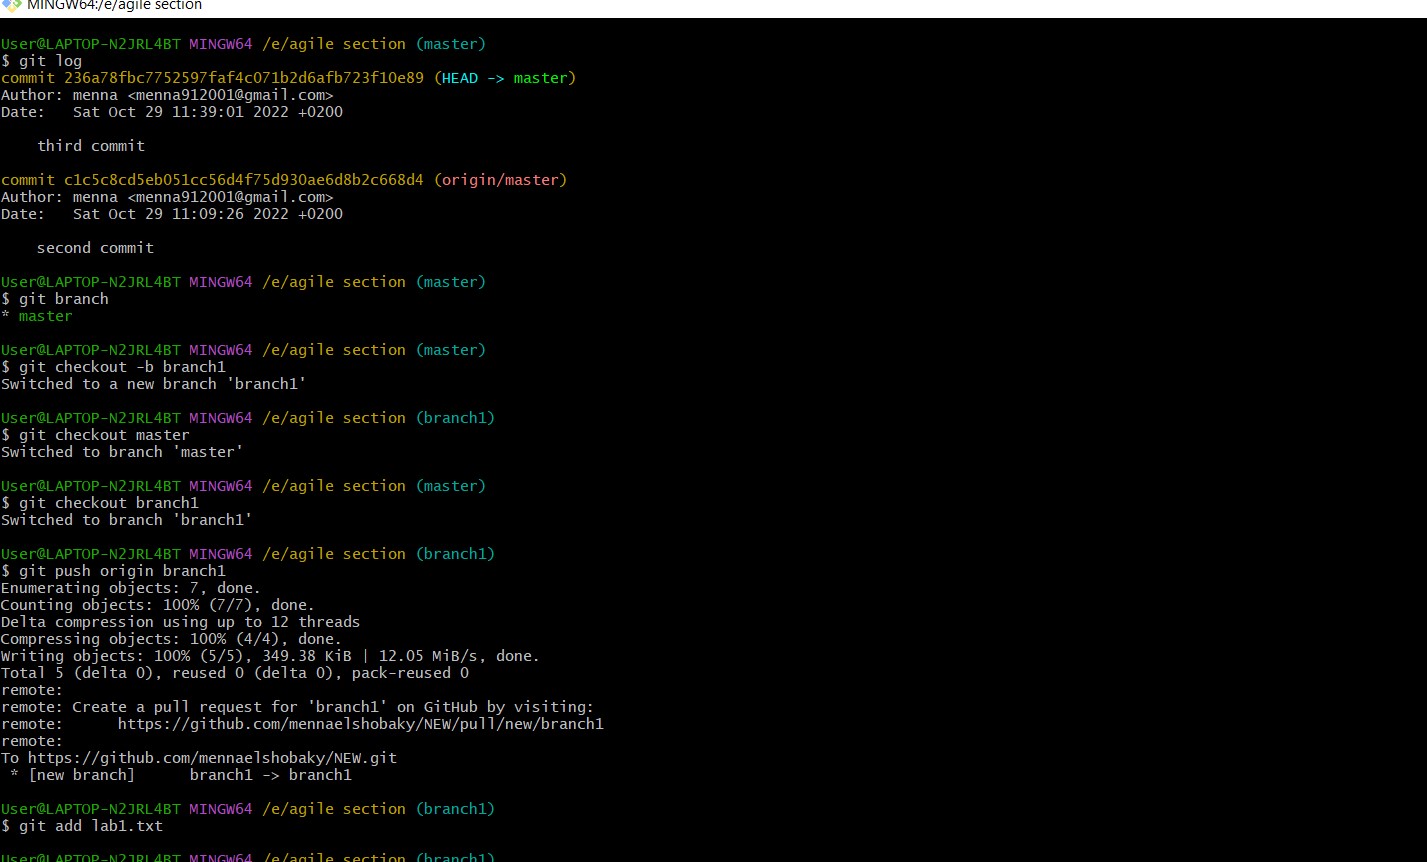 MINGW64:/e/agile section
User@LAPTOP-N2JRL4BT MINGW64 /e/agile section (master)
$ git log
commit 236a78fbc7752597faf4c071b2d6afb723f10e89 (HEAD -> master)
Author: menna <menna912001@gmail.com>
Date:   Sat Oct 29 11:39:01 2022 +0200
    third commit
commit c1c5c8cd5eb051cc56d4f75d930ae6d8b2c668d4 (origin/master)
Author: menna <menna912001@gmail.com>
Date:   Sat Oct 29 11:09:26 2022 +0200
    second commit
User@LAPTOP-N2JRL4BT MINGW64 /e/agile section (master)
$ git branch
* master
User@LAPTOP-N2JRL4BT MINGW64 /e/agile section (master)
$ git checkout -b branch1
Switched to a new branch 'branch1'
User@LAPTOP-N2JRL4BT MINGW64 /e/agile section (branch1)
$ git checkout master
Switched to branch 'master'
User@LAPTOP-N2JRL4BT MINGW64 /e/agile section (master)
$ git checkout branch1
Switched to branch 'branch1'
User@LAPTOP-N2JRL4BT MINGW64 /e/agile section (branch1)
$ git push origin branch1
Enumerating objects: 7, done.
Counting objects: 100% (7/7), done.
Delta compression using up to 12 threads
Compressing objects: 100% (4/4), done.
Writing objects: 100% (5/5), 349.38 KiB | 12.05 MiB/s, done.
Total 5 (delta 0), reused 0 (delta 0), pack-reused 0
remote:
remote: Create a pull request for 'branch1' on GitHub by visiting:
remote:      https://github.com/mennaelshobaky/NEW/pull/new/branch1
remote:
To https://github.com/mennaelshobaky/NEW.git
 * [new branch]      branch1 -> branch1
User@LAPTOP-N2JRL4BT MINGW64 /e/agile section (branch1)
$ git add lab1.txt
User@LAPTOP-N2JRL4BT MINGW64 /e/agile section (branch1)